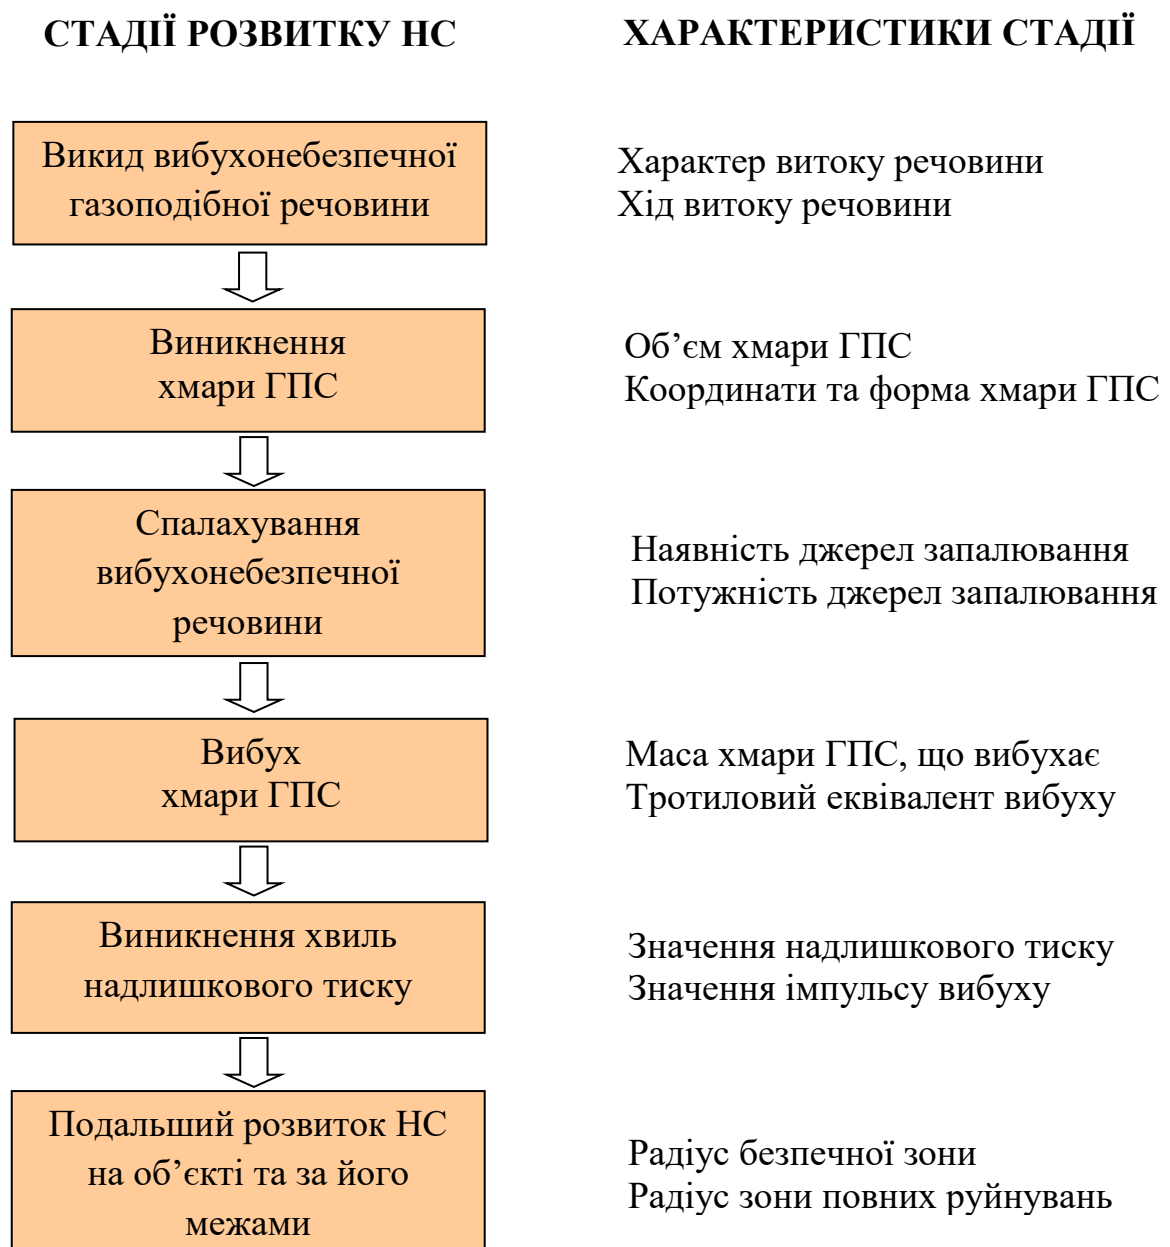 СТАДІЇ РОЗВИТКУ НС
ХАРАКТЕРИСТИКИ СТАДІЇ
Викид вибухонебезпечної
газоподібної речовини
Характер витоку речовини
Хід витоку речовини
Виникнення
хмари ГПС
Об’єм хмари ГПС
Координати та форма хмари ГПС
Спалахування
вибухонебезпечної
речовини
Наявність джерел запалювання
Потужність джерел запалювання
Вибух
хмари ГПС
Маса хмари ГПС, що вибухає
Тротиловий еквівалент вибуху
Виникнення хвиль
надлишкового тиску
Значення надлишкового тиску
Значення імпульсу вибуху
Подальший розвиток НС
на об’єкті та за його
межами
Радіус безпечної зони
Радіус зони повних руйнувань